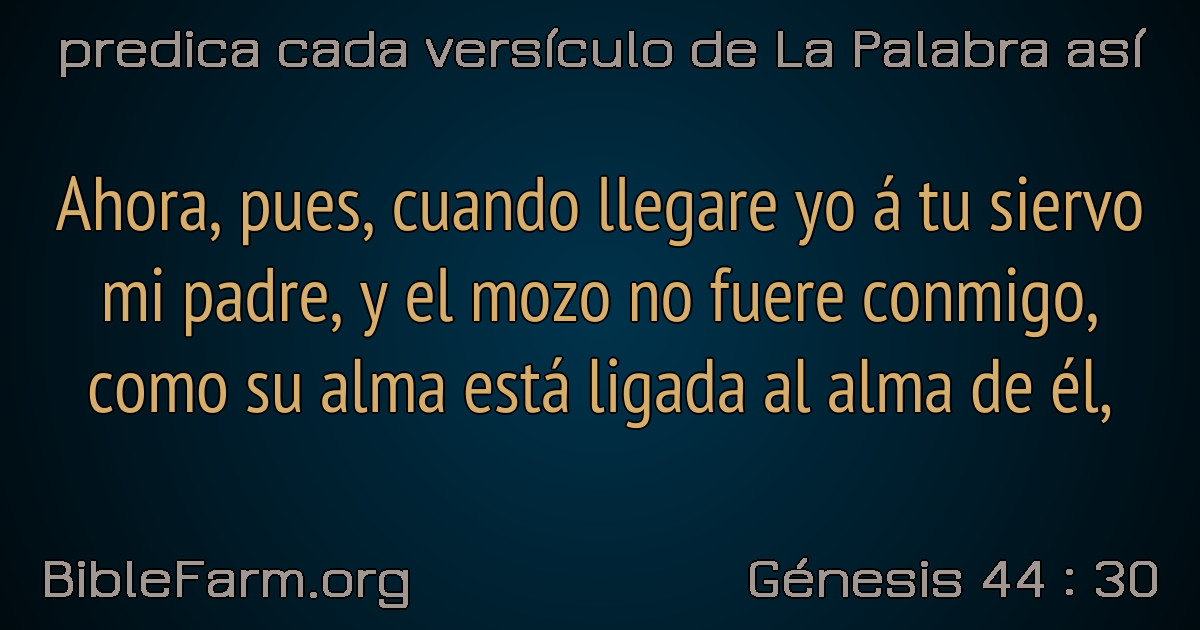 predica cada versículo de La Palabra así
Ahora, pues, cuando llegare yo á tu siervo
mi padre, y el mozo no fuere conmigo,
como su alma está ligada al alma de él,
BibleFarm.org
Génesis 44 : 30